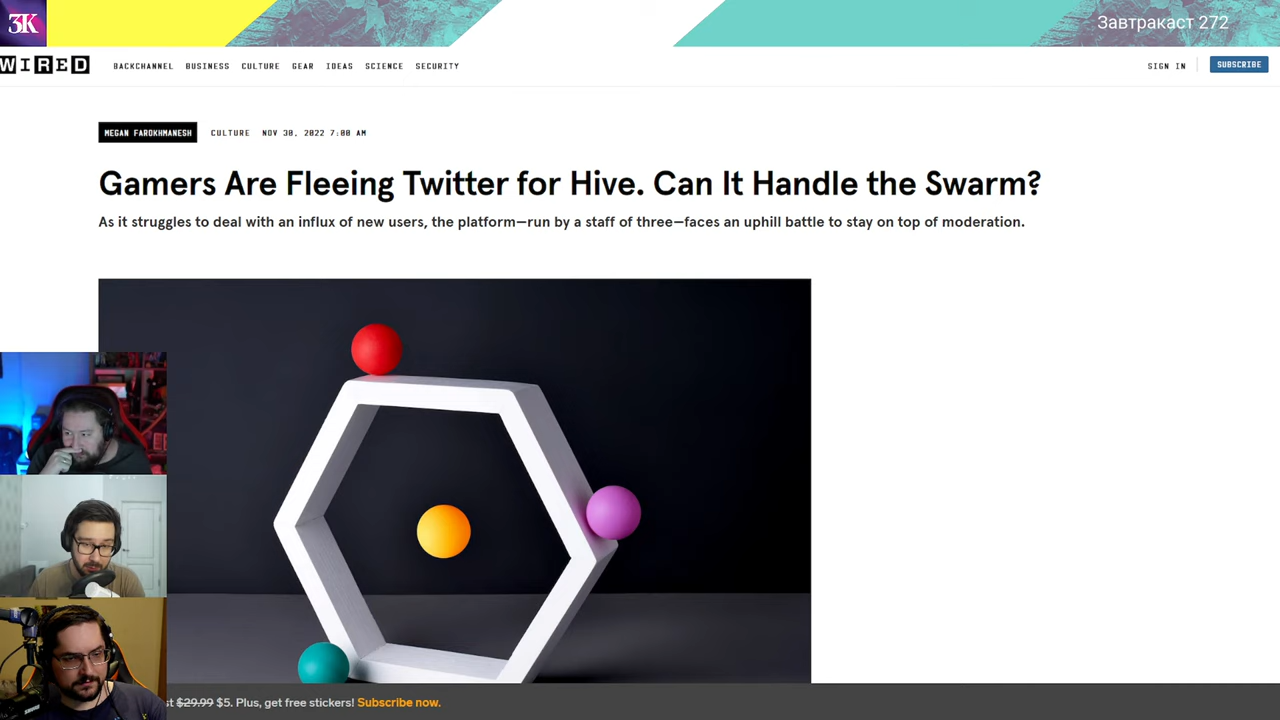 3K
Завтракаст 272
WIRED
BACKCHANNEL BUSINESS CULTURE GEAR IDEAS SCIENCE SECURITY
SIGN IN
SUBSCRIBE
MEGAN FAROKHMANESH CULTURE NOV 30, 2022 7:00 AM
Gamers Are Fleeing Twitter for Hive. Can It Handle the Swarm?
As it struggles to deal with an influx of new users, the platform—run by a staff of three—faces an uphill battle to stay on top of moderation.
$29.99 $5. Plus, get free stickers! Subscribe now.